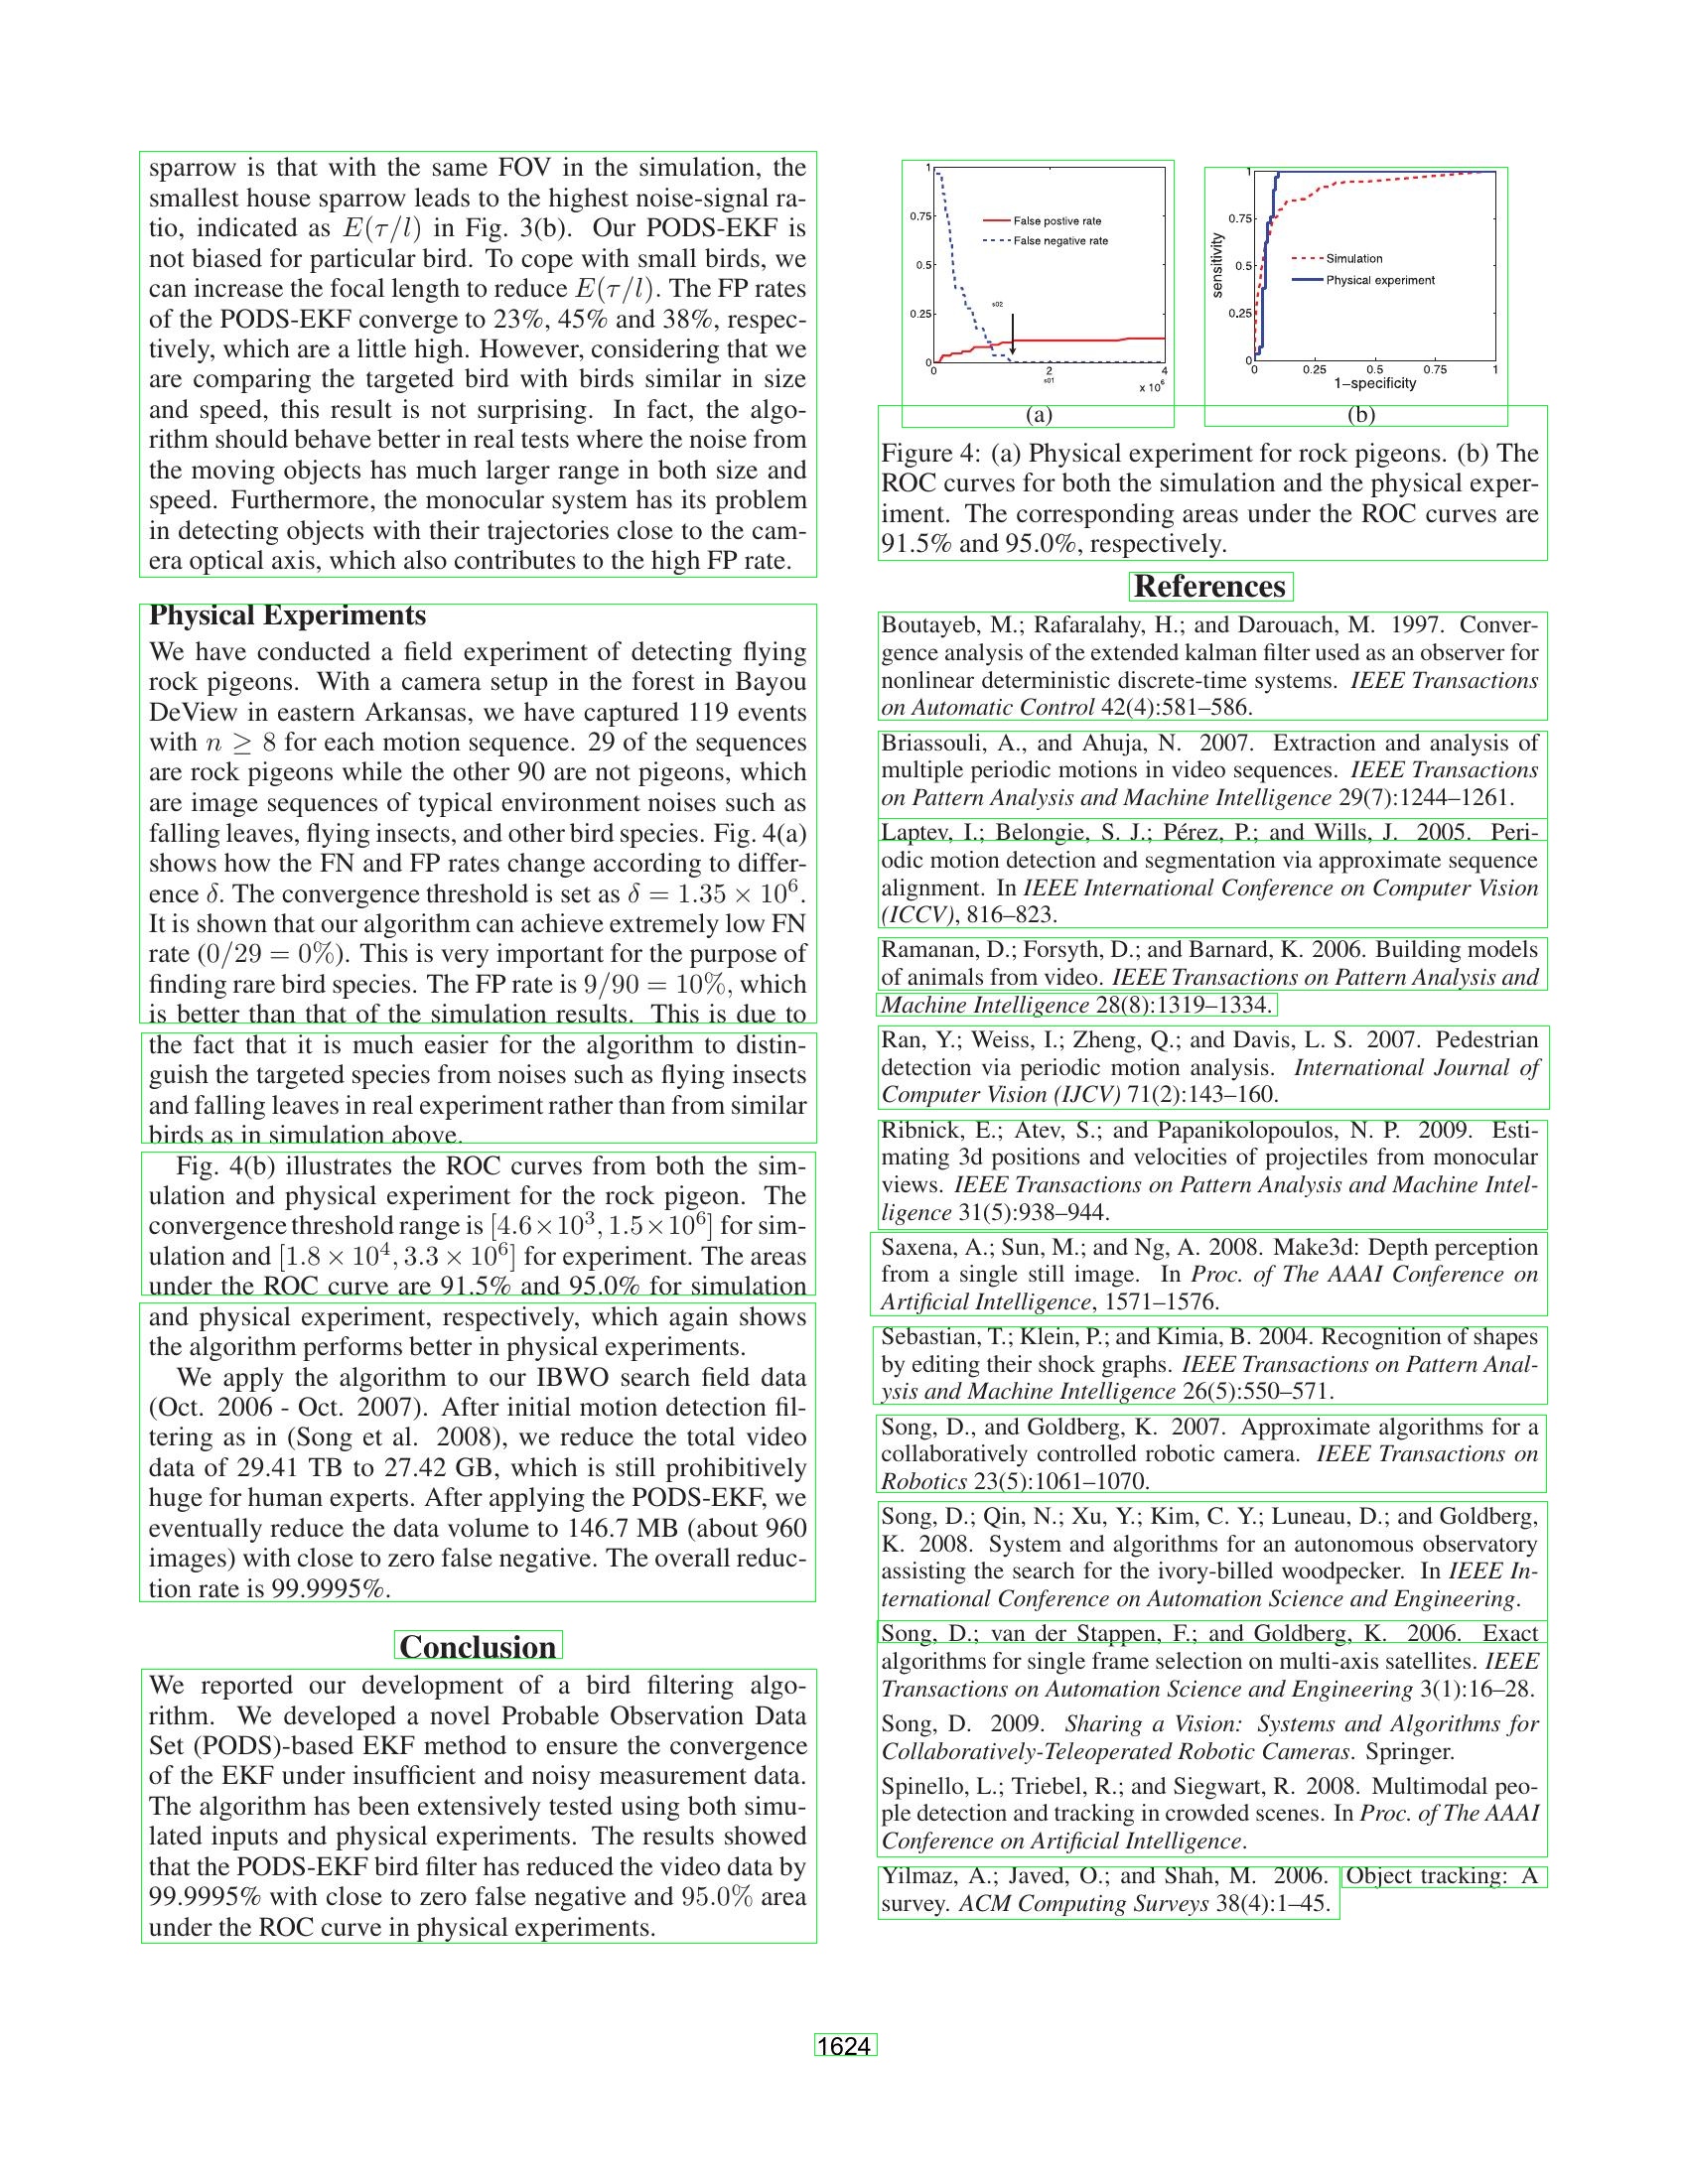 sparrow is that with the same FOV in the simulation, the
smallest house sparrow leads to the highest noise-signal ra-
tio, indicated as E(τ/l) in Fig. 3(b). Our PODS-EKF is
not biased for particular bird. To cope with small birds, we
can increase the focal length to reduce E(τ/l). The FP rates
of the PODS-EKF converge to 23%, 45% and 38%, respec-
tively, which are a little high. However, considering that we
are comparing the targeted bird with birds similar in size
and speed, this result is not surprising. In fact, the algo-
rithm should behave better in real tests where the noise from
the moving objects has much larger range in both size and
speed. Furthermore, the monocular system has its problem
in detecting objects with their trajectories close to the cam-
era optical axis, which also contributes to the high FP rate.
Physical Experiments
We have conducted a field experiment of detecting flying
rock pigeons. With a camera setup in the forest in Bayou
DeView in eastern Arkansas, we have captured 119 events
with n ≥ 8 for each motion sequence. 29 of the sequences
are rock pigeons while the other 90 are not pigeons, which
are image sequences of typical environment noises such as
falling leaves, flying insects, and other bird species. Fig. 4(a)
shows how the FN and FP rates change according to differ-
ence δ. The convergence threshold is set as δ = 1.35 × 10⁶.
It is shown that our algorithm can achieve extremely low FN
rate (0/29 = 0%). This is very important for the purpose of
finding rare bird species. The FP rate is 9/90 = 10%, which
is better than that of the simulation results. This is due to
the fact that it is much easier for the algorithm to distin-
guish the targeted species from noises such as flying insects
and falling leaves in real experiment rather than from similar
birds as in simulation above.
Fig. 4(b) illustrates the ROC curves from both the sim-
ulation and physical experiment for the rock pigeon. The
convergence threshold range is [4.6×10³, 1.5×10⁶] for sim-
ulation and [1.8 × 10⁴, 3.3 × 10⁶] for experiment. The areas
under the ROC curve are 91.5% and 95.0% for simulation
and physical experiment, respectively, which again shows
the algorithm performs better in physical experiments.
We apply the algorithm to our IBWO search field data
(Oct. 2006 - Oct. 2007). After initial motion detection fil-
tering as in (Song et al. 2008), we reduce the total video
data of 29.41 TB to 27.42 GB, which is still prohibitively
huge for human experts. After applying the PODS-EKF, we
eventually reduce the data volume to 146.7 MB (about 960
images) with close to zero false negative. The overall reduc-
tion rate is 99.9995%.
Conclusion
We reported our development of a bird filtering algo-
rithm. We developed a novel Probable Observation Data
Set (PODS)-based EKF method to ensure the convergence
of the EKF under insufficient and noisy measurement data.
The algorithm has been extensively tested using both simu-
lated inputs and physical experiments. The results showed
that the PODS-EKF bird filter has reduced the video data by
99.9995% with close to zero false negative and 95.0% area
under the ROC curve in physical experiments.
1
0.75
0.5
0.25
0
False postive rate
False negative rate
s02
0 2 4
s01
x 10⁶
(a)
1
0.75
0.5
0.25
0
sensitivity
Simulation
Physical experiment
0 0.25 0.5 0.75 1
1−specificity
(b)
Figure 4: (a) Physical experiment for rock pigeons. (b) The
ROC curves for both the simulation and the physical exper-
iment. The corresponding areas under the ROC curves are
91.5% and 95.0%, respectively.
References
Boutayeb, M.; Rafaralahy, H.; and Darouach, M. 1997. Conver-
gence analysis of the extended kalman filter used as an observer for
nonlinear deterministic discrete-time systems. IEEE Transactions
on Automatic Control 42(4):581–586.
Briassouli, A., and Ahuja, N. 2007. Extraction and analysis of
multiple periodic motions in video sequences. IEEE Transactions
on Pattern Analysis and Machine Intelligence 29(7):1244–1261.
Laptev, I.; Belongie, S. J.; Pérez, P.; and Wills, J. 2005. Peri-
odic motion detection and segmentation via approximate sequence
alignment. In IEEE International Conference on Computer Vision
(ICCV), 816–823.
Ramanan, D.; Forsyth, D.; and Barnard, K. 2006. Building models
of animals from video. IEEE Transactions on Pattern Analysis and
Machine Intelligence 28(8):1319–1334.
Ran, Y.; Weiss, I.; Zheng, Q.; and Davis, L. S. 2007. Pedestrian
detection via periodic motion analysis. International Journal of
Computer Vision (IJCV) 71(2):143–160.
Ribnick, E.; Atev, S.; and Papanikolopoulos, N. P. 2009. Esti-
mating 3d positions and velocities of projectiles from monocular
views. IEEE Transactions on Pattern Analysis and Machine Intel-
ligence 31(5):938–944.
Saxena, A.; Sun, M.; and Ng, A. 2008. Make3d: Depth perception
from a single still image. In Proc. of The AAAI Conference on
Artificial Intelligence, 1571–1576.
Sebastian, T.; Klein, P.; and Kimia, B. 2004. Recognition of shapes
by editing their shock graphs. IEEE Transactions on Pattern Anal-
ysis and Machine Intelligence 26(5):550–571.
Song, D., and Goldberg, K. 2007. Approximate algorithms for a
collaboratively controlled robotic camera. IEEE Transactions on
Robotics 23(5):1061–1070.
Song, D.; Qin, N.; Xu, Y.; Kim, C. Y.; Luneau, D.; and Goldberg,
K. 2008. System and algorithms for an autonomous observatory
assisting the search for the ivory-billed woodpecker. In IEEE In-
ternational Conference on Automation Science and Engineering.
Song, D.; van der Stappen, F.; and Goldberg, K. 2006. Exact
algorithms for single frame selection on multi-axis satellites. IEEE
Transactions on Automation Science and Engineering 3(1):16–28.
Song, D. 2009. Sharing a Vision: Systems and Algorithms for
Collaboratively-Teleoperated Robotic Cameras. Springer.
Spinello, L.; Triebel, R.; and Siegwart, R. 2008. Multimodal peo-
ple detection and tracking in crowded scenes. In Proc. of The AAAI
Conference on Artificial Intelligence.
Yilmaz, A.; Javed, O.; and Shah, M. 2006. Object tracking: A
survey. ACM Computing Surveys 38(4):1–45.
1624